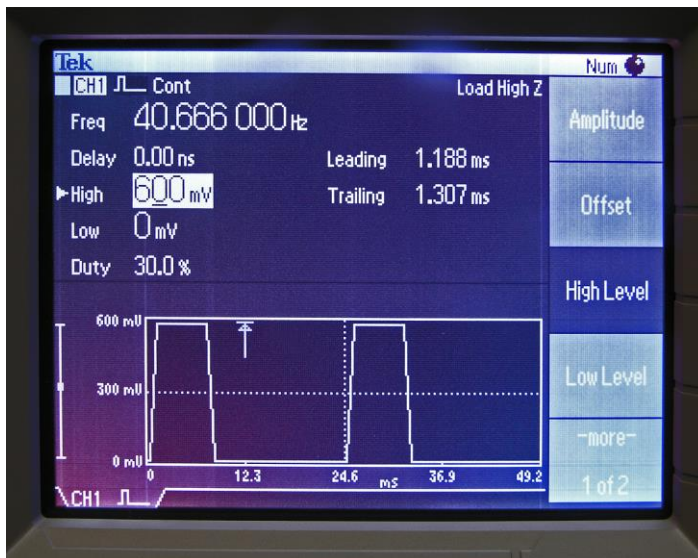 Tek
Num
CH1 Cont
Load High Z
Freq 40.666 000 Hz
Delay 0.00 ns
Leading 1.188 ms
High 600 mV
Trailing 1.307 ms
Low 0 mV
Duty 30.0 %
Amplitude
Offset
High Level
Low Level
-more-
1 of 2
600 mV
300 mV
0 mV
0 12.3 24.6 ms 36.9 49.2
CH1